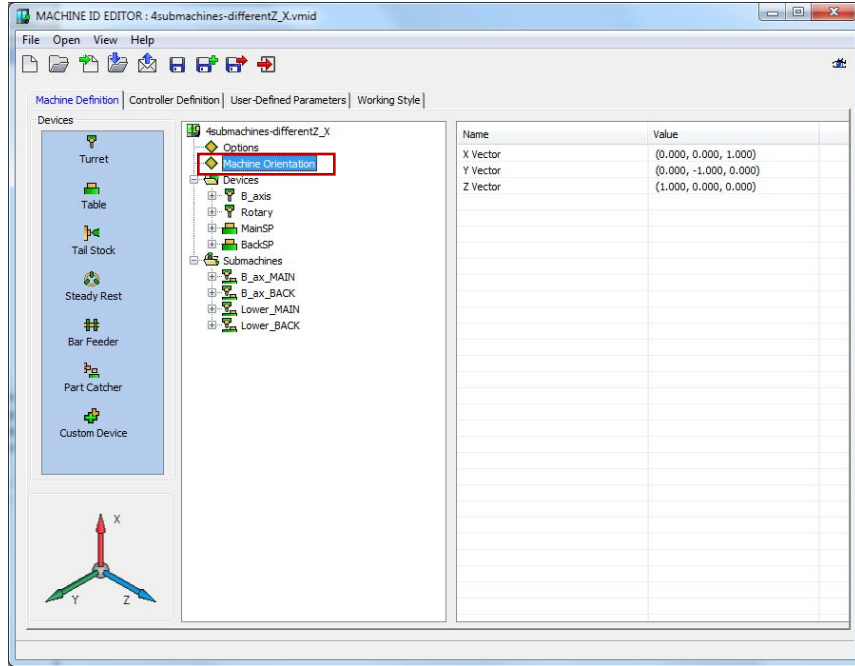 MACHINE ID EDITOR : 4submachines-differentZ_X.vmid
File Open View Help
Machine Definition Controller Definition User-Defined Parameters Working Style
Devices
Turret
Table
Tail Stock
Steady Rest
Bar Feeder
Part Catcher
Custom Device
4submachines-differentZ_X
Options
Machine Orientation
Devices
B_axis
Rotary
MainSP
BackSP
Submachines
B_ax_MAIN
B_ax_BACK
Lower_MAIN
Lower_BACK
Name Value
X Vector (0.000, 0.000, 1.000)
Y Vector (0.000, -1.000, 0.000)
Z Vector (1.000, 0.000, 0.000)
X
Y Z